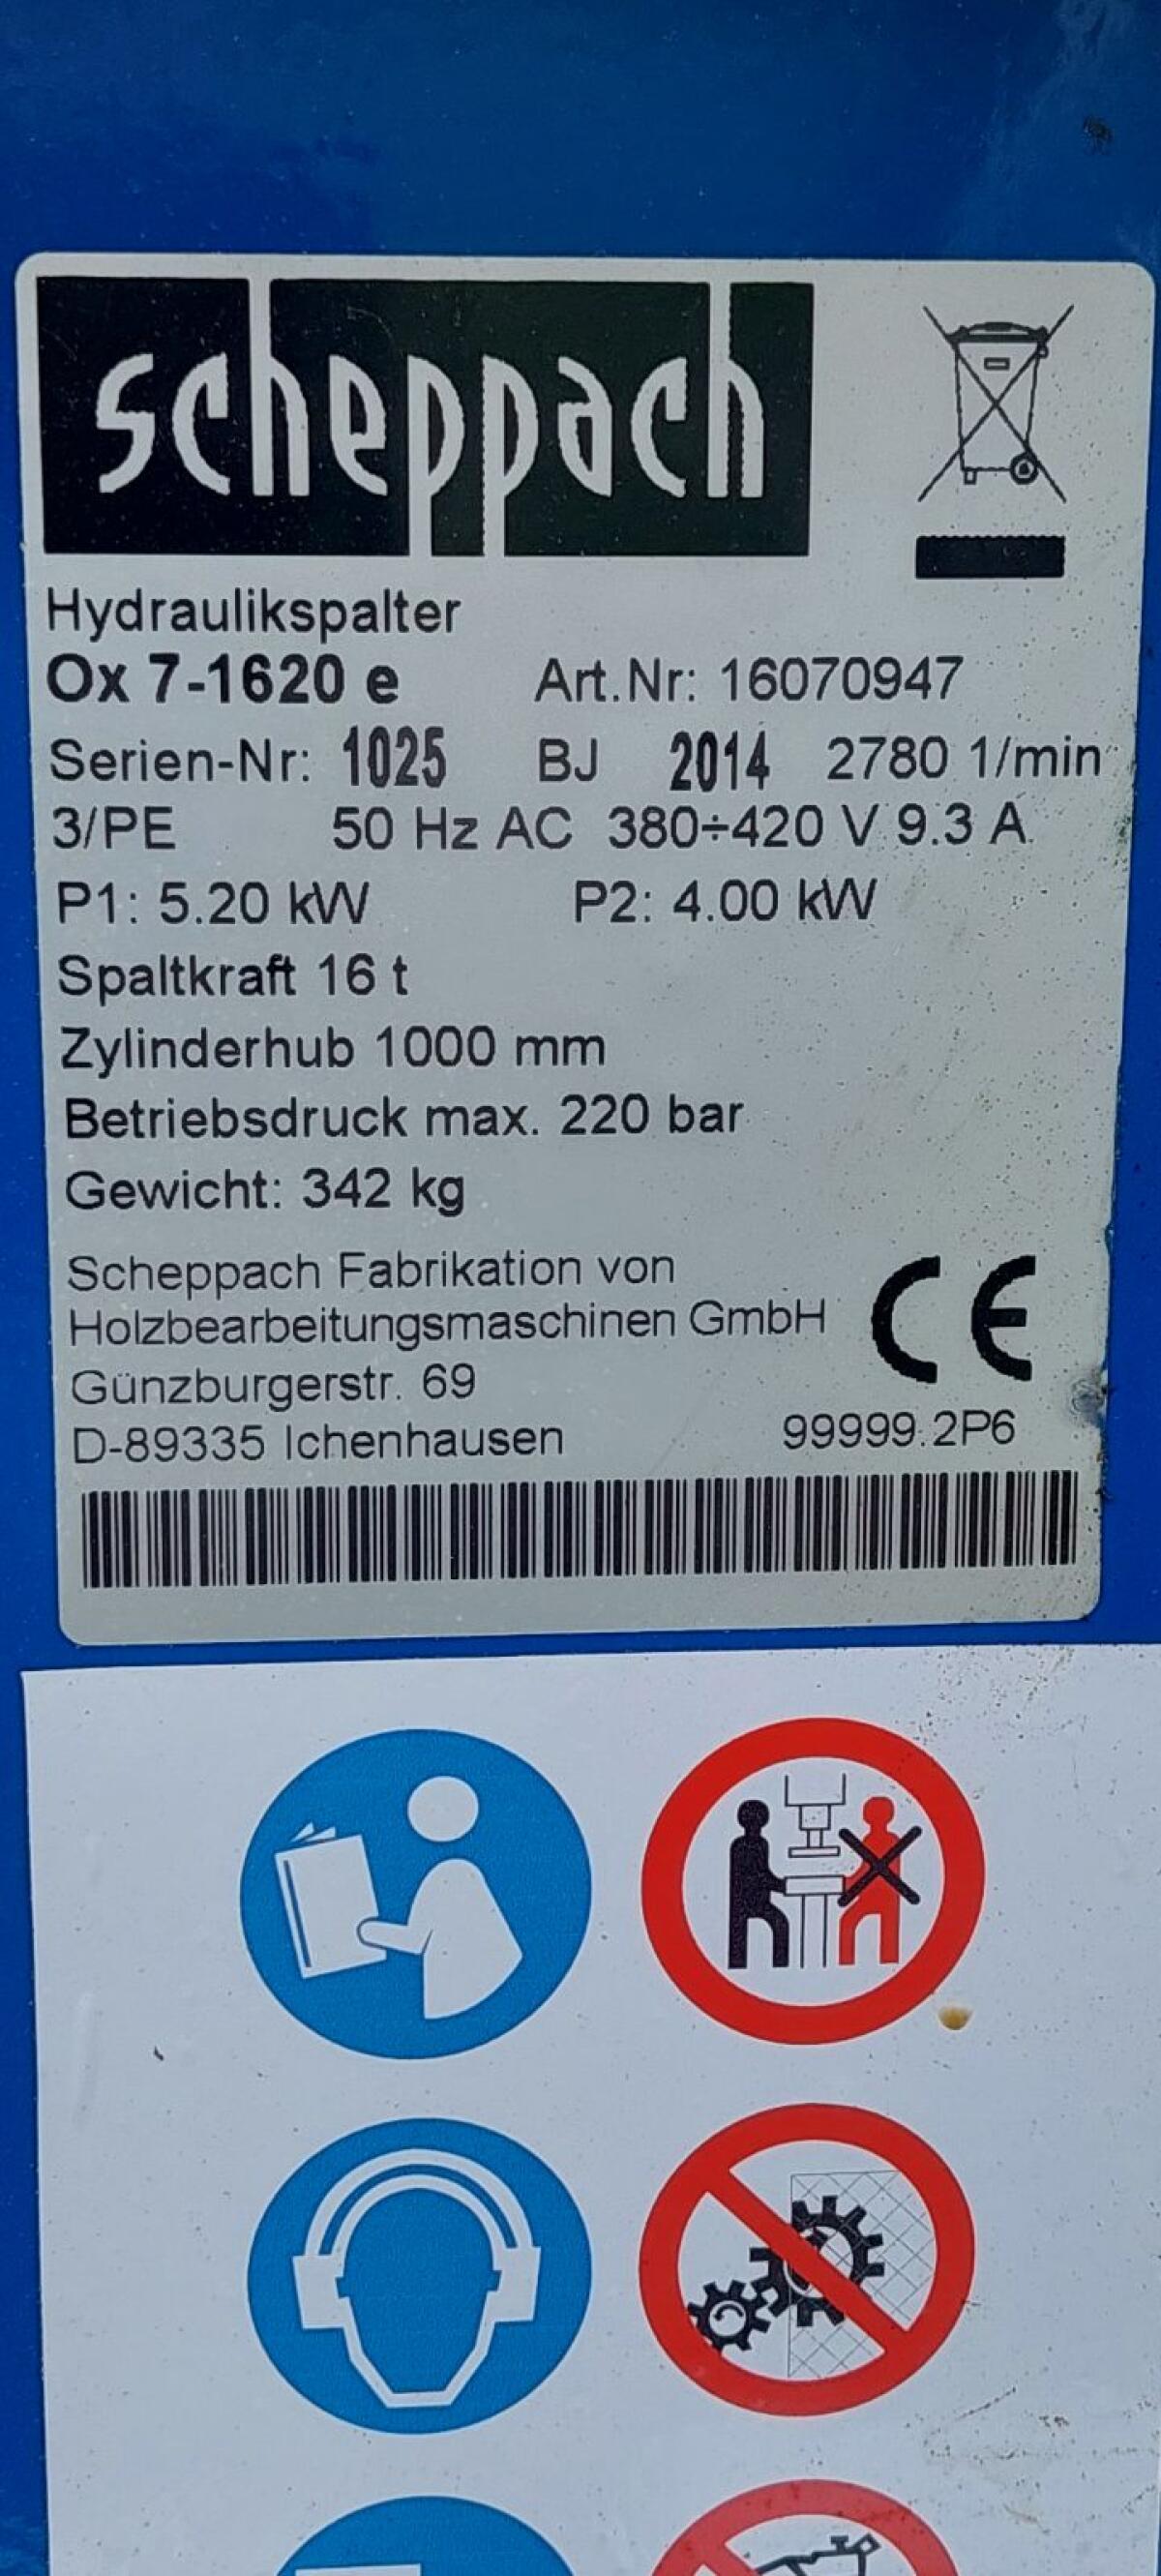 scheppach
Hydraulikspalter
Ox 7-1620 e Art.Nr: 16070947
Serien-Nr: 1025 BJ 2014 2780 1/min
3/PE 50 Hz AC 380÷420 V 9.3 A
P1: 5.20 kW P2: 4.00 kW
Spaltkraft 16 t
Zylinderhub 1000 mm
Betriebsdruck max. 220 bar
Gewicht: 342 kg
Scheppach Fabrikation von
Holzbearbeitungsmaschinen GmbH
Günzburgerstr. 69
D-89335 Ichenhausen 99999.2P6
CE